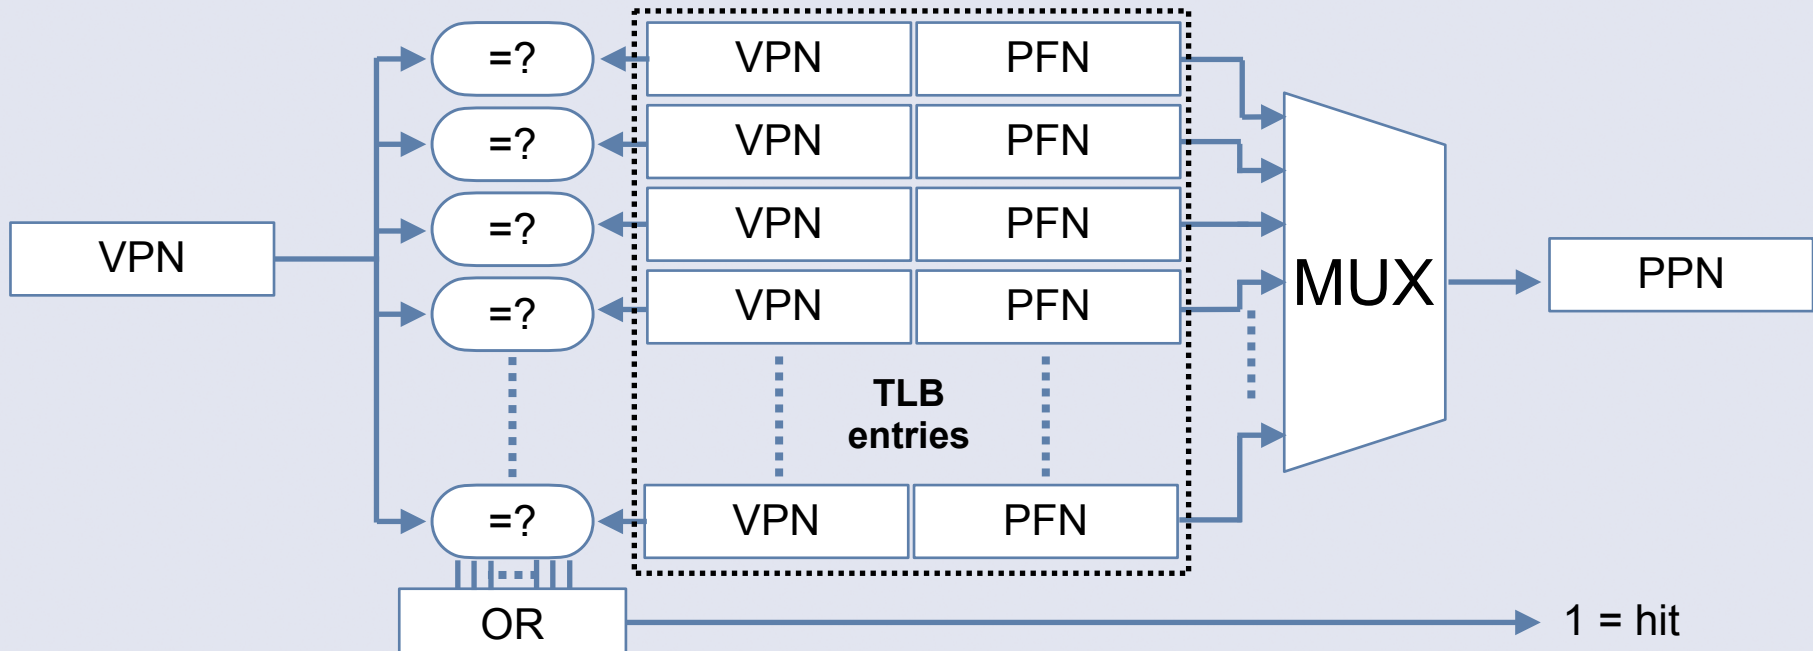 =?
VPN
PFN
=?
VPN
PFN
=?
VPN
PFN
VPN
=?
VPN
PFN
MUX
PPN
TLB
entries
=?
VPN
PFN
OR
1 = hit